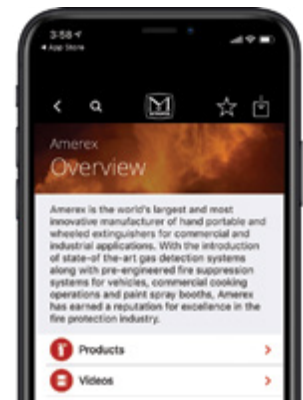 3:58
App Store
Amerex
Overview
Amerex is the world's largest and most
innovative manufacturer of hand portable and
wheeled extinguishers for commercial and
industrial applications. With the introduction
of state-of the-art gas detection systems
along with pre-engineered fire suppression
systems for vehicles, commercial cooking
operations and paint spray booths, Amerex
has earned a reputation for excellence in the
fire protection industry.
Products
Videos